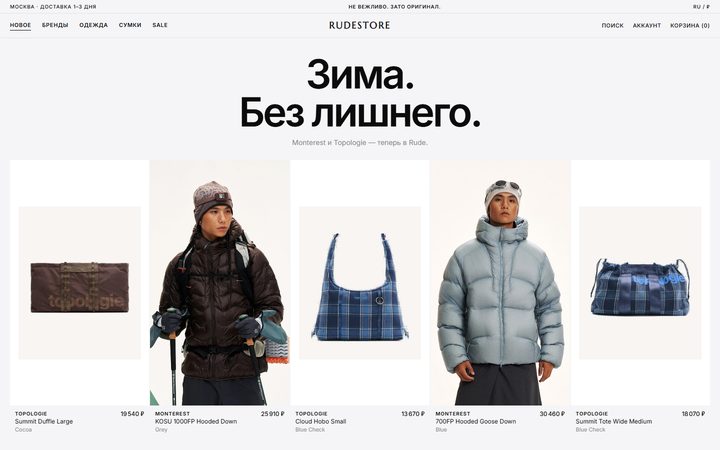 МОСКВА · ДОСТАВКА 1–3 ДНЯ
НЕ ВЕЖЛИВО. ЗАТО ОРИГИНАЛ.
RU / ₽
НОВОЕ БРЕНДЫ ОДЕЖДА СУМКИ SALE
RUDESTORE
ПОИСК АККАУНТ КОРЗИНА (0)
Зима.
Без лишнего.
Monterest и Topologie — теперь в Rude.
topologie
topologie
TOPOLOGIE 19 540 ₽
Summit Duffle Large
Cocoa
MONTEREST 25 910 ₽
KOSU 1000FP Hooded Down
Grey
TOPOLOGIE 13 670 ₽
Cloud Hobo Small
Blue Check
MONTEREST 30 460 ₽
700FP Hooded Goose Down
Blue
TOPOLOGIE 18 070 ₽
Summit Tote Wide Medium
Blue Check